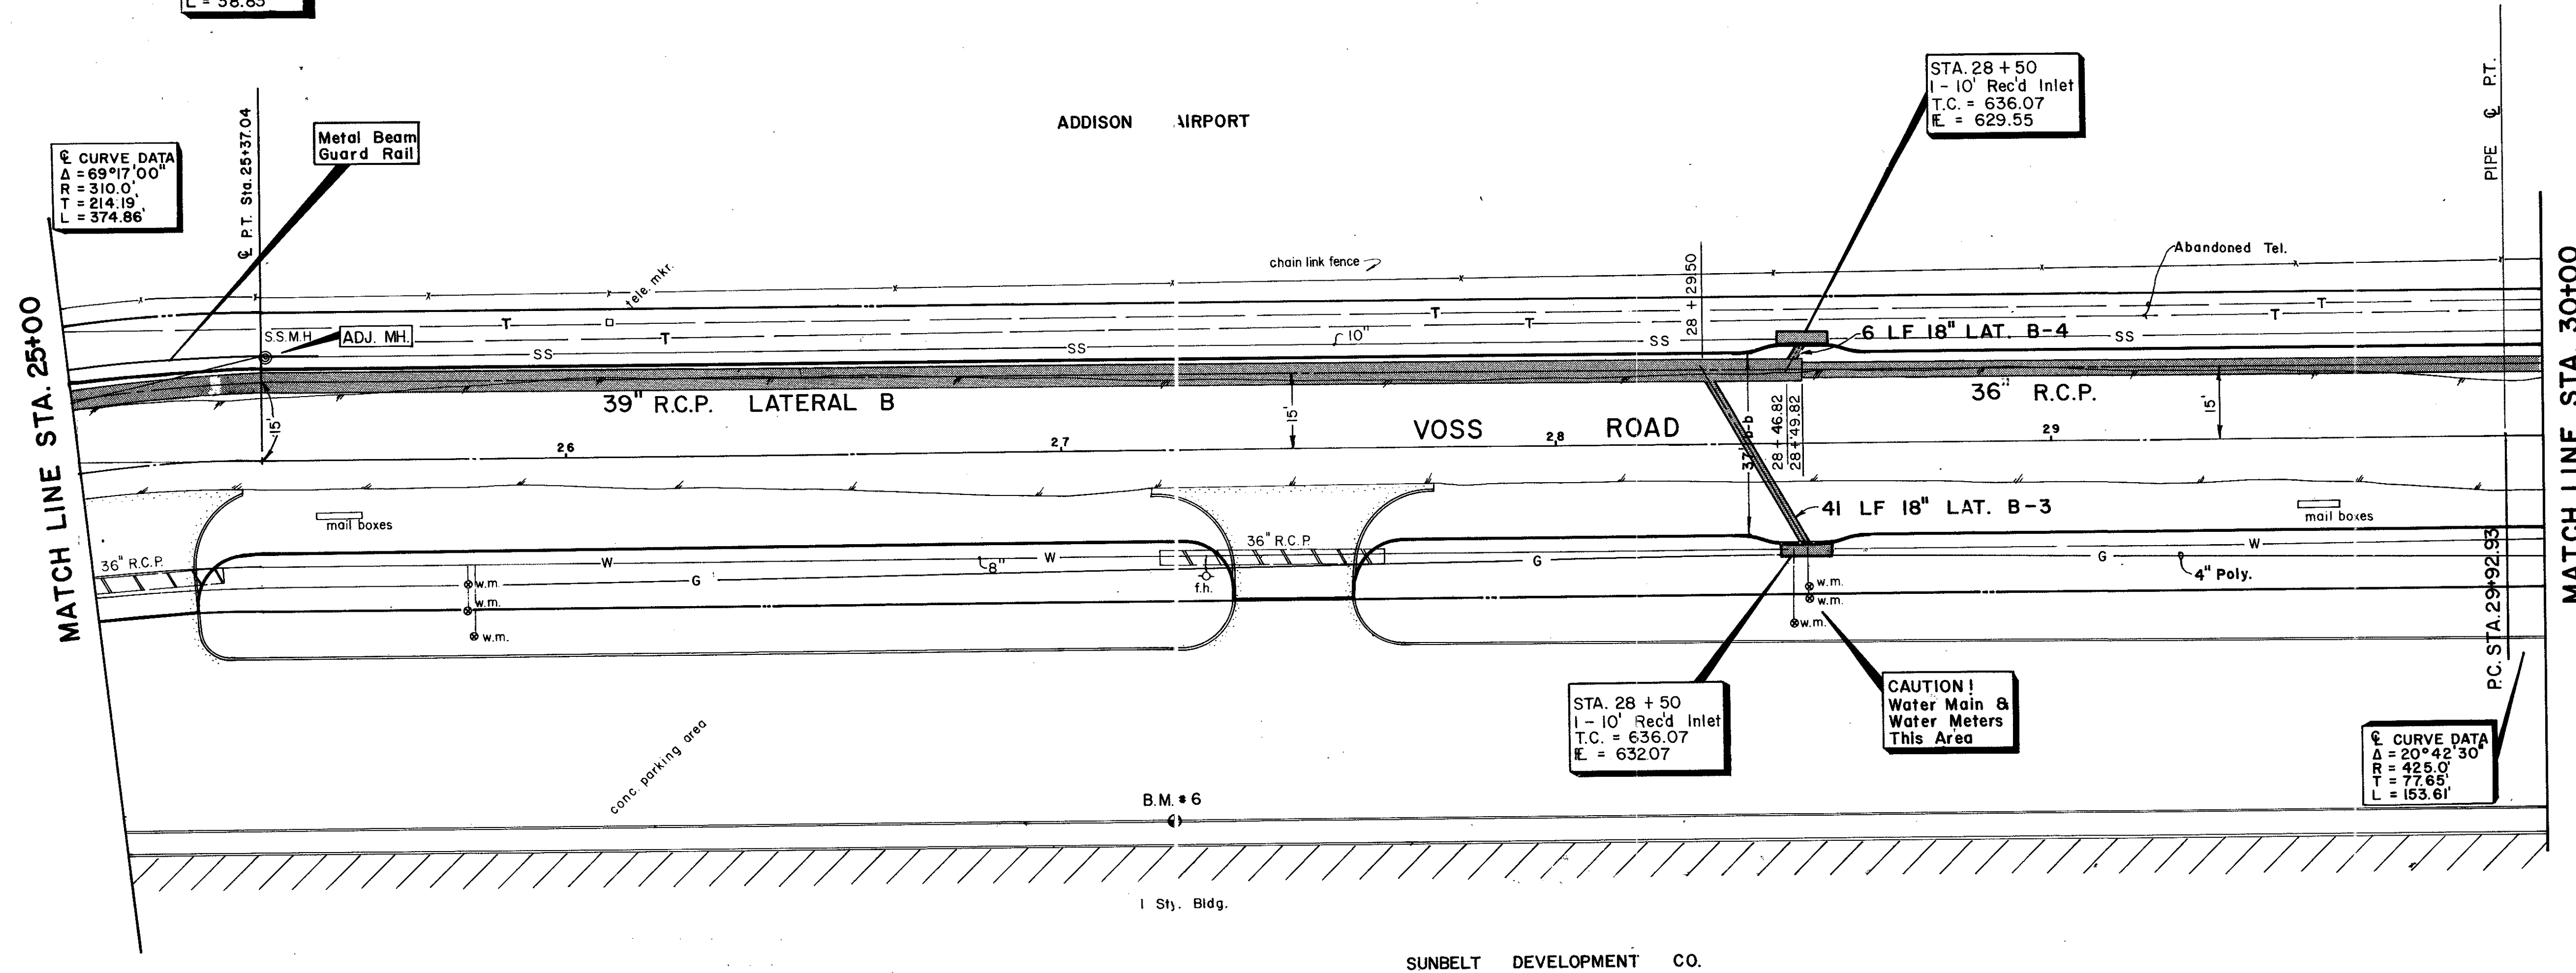 L = 38.83'
STA. 28 + 50
1 - 10' Rec'd Inlet
T.C. = 636.07
FL = 629.55
ADDISON AIRPORT
Metal Beam
Guard Rail
℄ CURVE DATA
Δ = 69°17'00"
R = 310.0'
T = 214.19'
L = 374.86'
℄ P.T. Sta. 25+37.04
PIPE ℄ P.T.
chain link fence
Abandoned Tel.
tele. mkr.
28 + 29.50
T
T
T
T
T
T
S.S.M.H.
ADJ. MH.
SS
SS
10"
SS
6 LF 18" LAT. B-4
SS
MATCH LINE STA. 25+00
MATCH LINE STA. 30+00
39" R.C.P. LATERAL B
36" R.C.P.
15'
15'
15'
VOSS ROAD
37' b-b
28 + 46.82
28 + 49.82
26
27
28
29
mail boxes
41 LF 18" LAT. B-3
mail boxes
36" R.C.P.
36" R.C.P.
W
8"
W
G
f.h.
G
G
W
4" Poly.
w.m.
w.m.
w.m.
w.m.
w.m.
w.m.
P.C. STA. 29+92.93
STA. 28 + 50
1 - 10' Rec'd Inlet
T.C. = 636.07
FL = 632.07
CAUTION!
Water Main &
Water Meters
This Area
℄ CURVE DATA
Δ = 20°42'30"
R = 425.0'
T = 77.65'
L = 153.61'
conc. parking area
B.M. # 6
1 Sty. Bldg.
SUNBELT DEVELOPMENT CO.